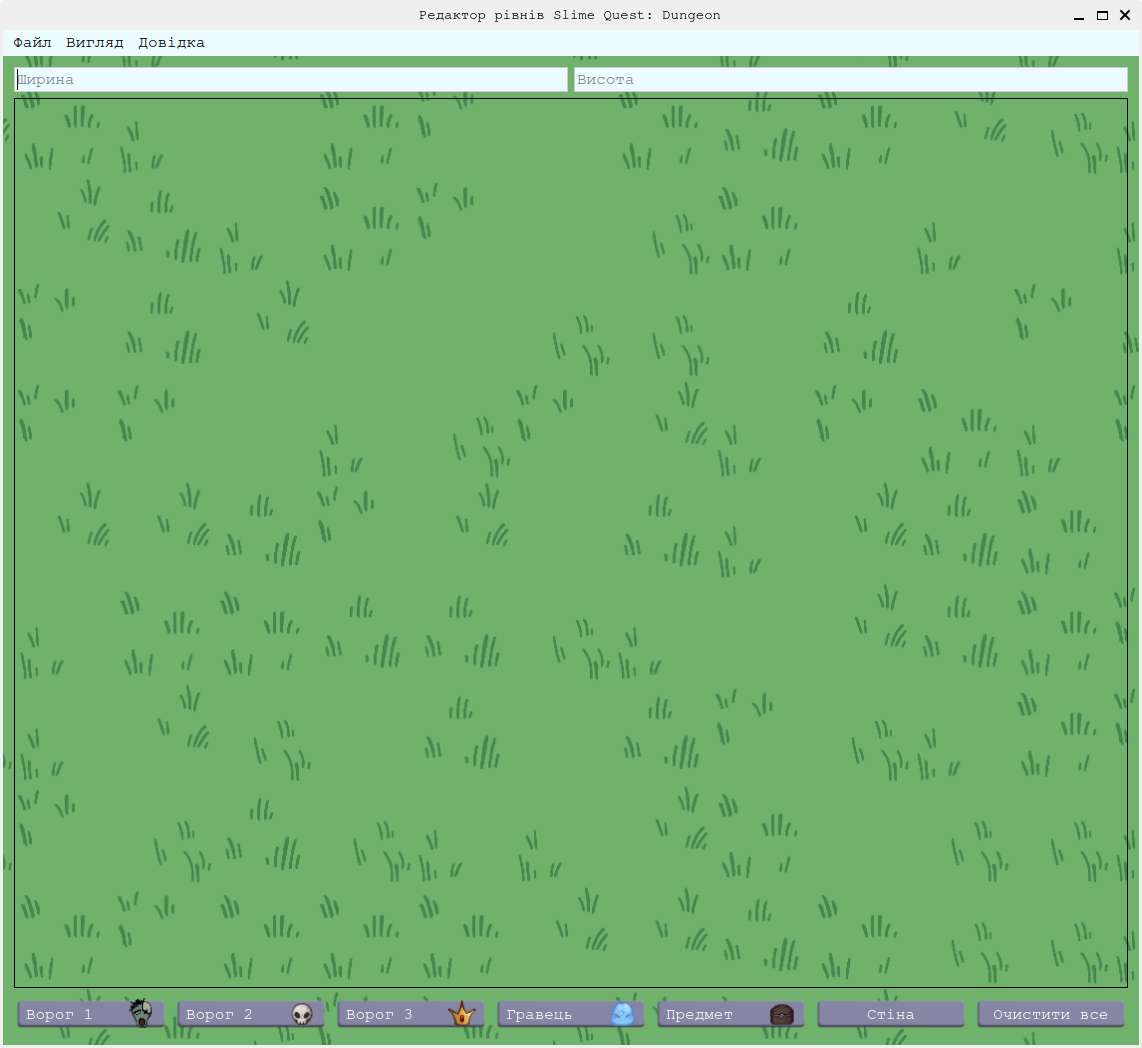 Редактор рівнів Slime Quest: Dungeon
Файл Вигляд Довідка
Ширина Висота
Ворог 1 Ворог 2 Ворог 3 Гравець Предмет Стіна Очистити все